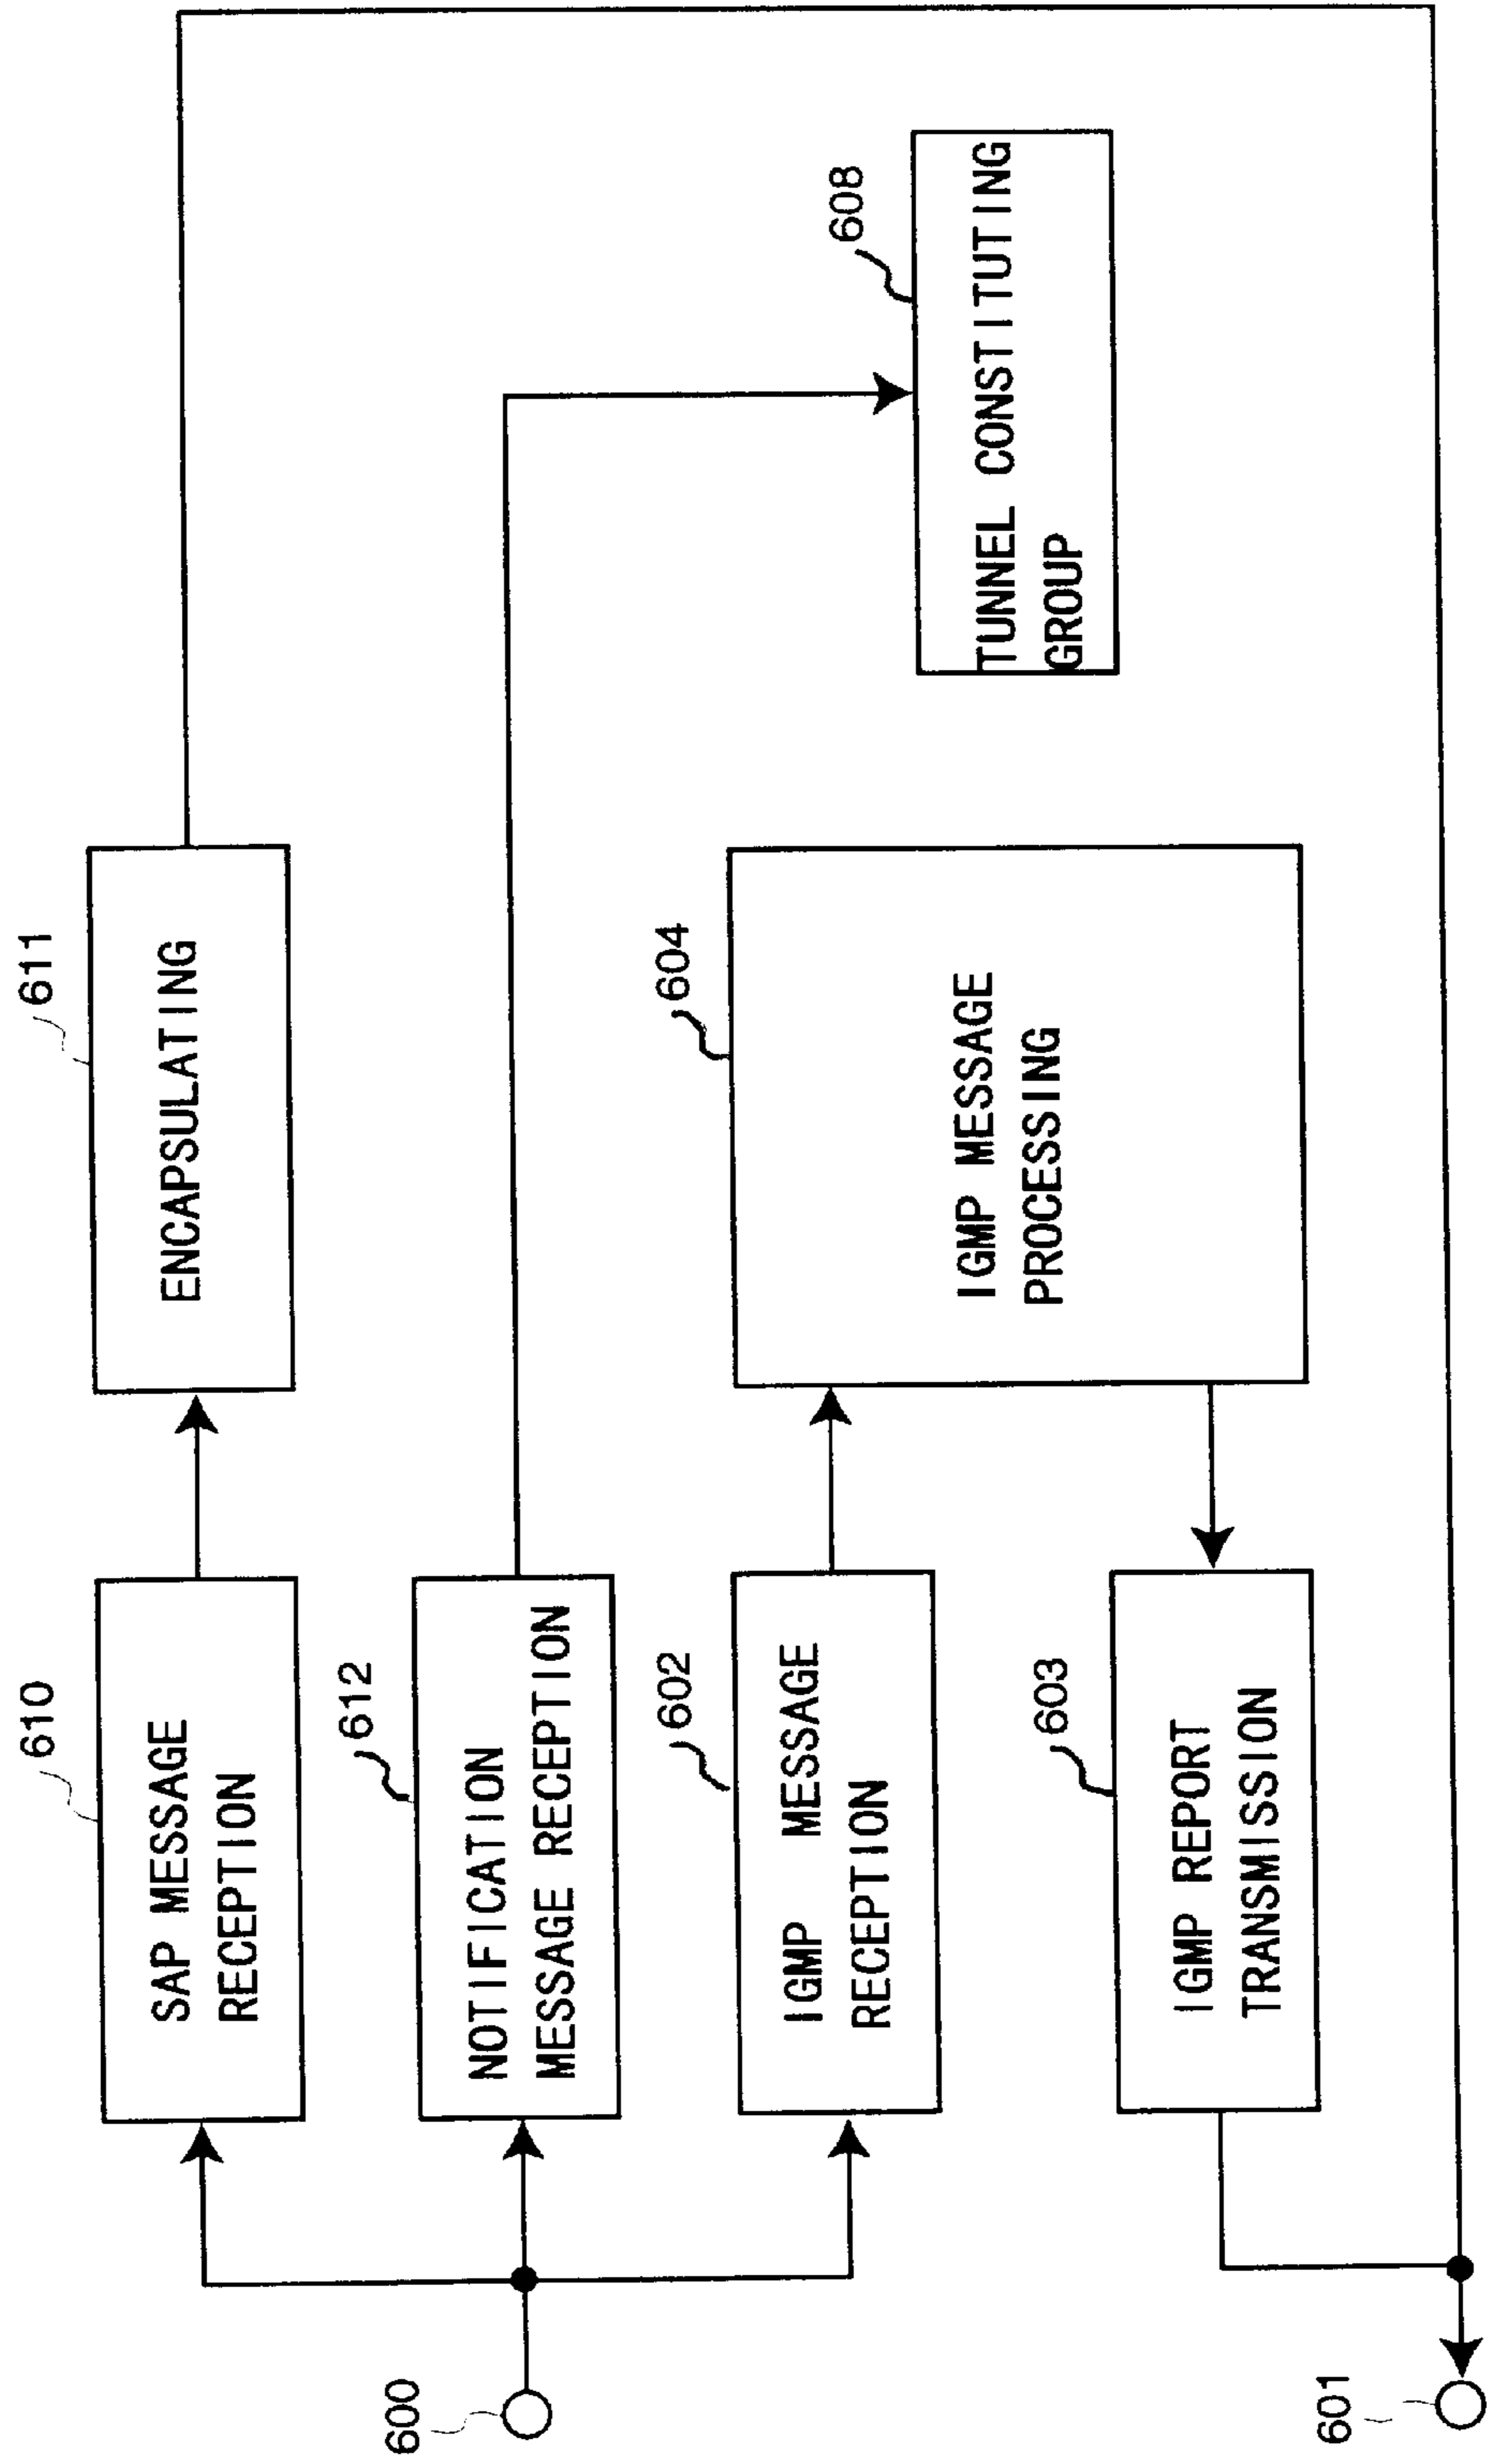 610
SAP MESSAGE
RECEPTION
611
ENCAPSULATING
600
612
NOTIFICATION
MESSAGE RECEPTION
608
TUNNEL CONSTITUTING
GROUP
602
IGMP MESSAGE
RECEPTION
604
IGMP MESSAGE
PROCESSING
603
IGMP REPORT
TRANSMISSION
601